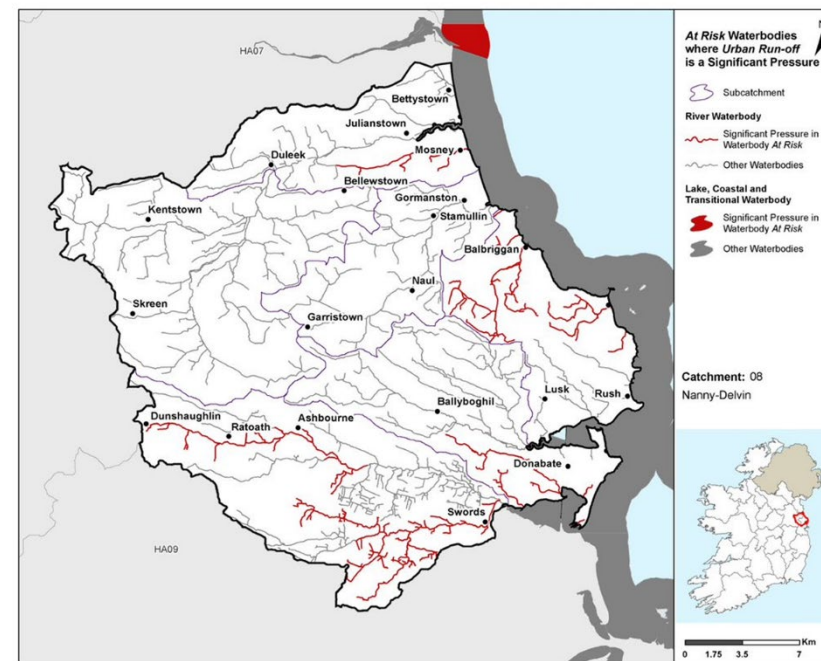 HA07
At Risk Waterbodies
where Urban Run-off
is a Significant Pressure
N
Subcatchment
River Waterbody
Significant Pressure in
Waterbody At Risk
Other Waterbodies
Lake, Coastal and
Transitional Waterbody
Significant Pressure in
Waterbody At Risk
Other Waterbodies
Bettystown
Julianstown
Mosney
Duleek
Bellewstown
Gormanston
Kentstown
Stamullin
Balbriggan
Naul
Skreen
Garristown
Lusk
Rush
Ballyboghil
Dunshaughlin
Ratoath
Ashbourne
Donabate
Swords
HA09
Catchment: 08
Nanny-Delvin
Km
0 1.75 3.5 7